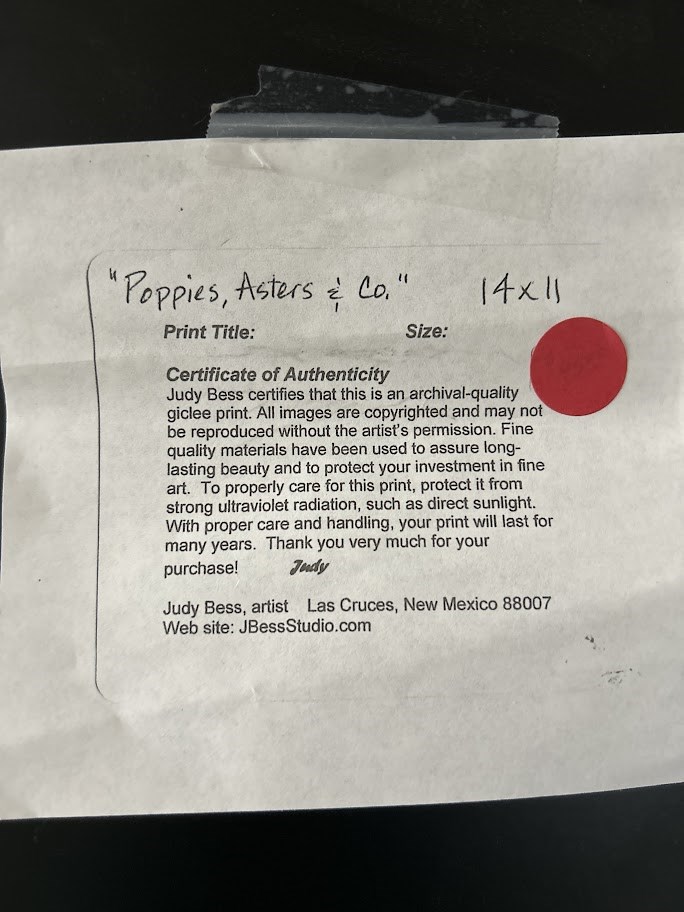 "Poppies, Asters & Co." 14x11
Print Title: Size:
Certificate of Authenticity
Judy Bess certifies that this is an archival-quality
giclee print. All images are copyrighted and may not
be reproduced without the artist's permission. Fine
quality materials have been used to assure long-
lasting beauty and to protect your investment in fine
art. To properly care for this print, protect it from
strong ultraviolet radiation, such as direct sunlight.
With proper care and handling, your print will last for
many years. Thank you very much for your
purchase! Judy
Judy Bess, artist Las Cruces, New Mexico 88007
Web site: JBessStudio.com